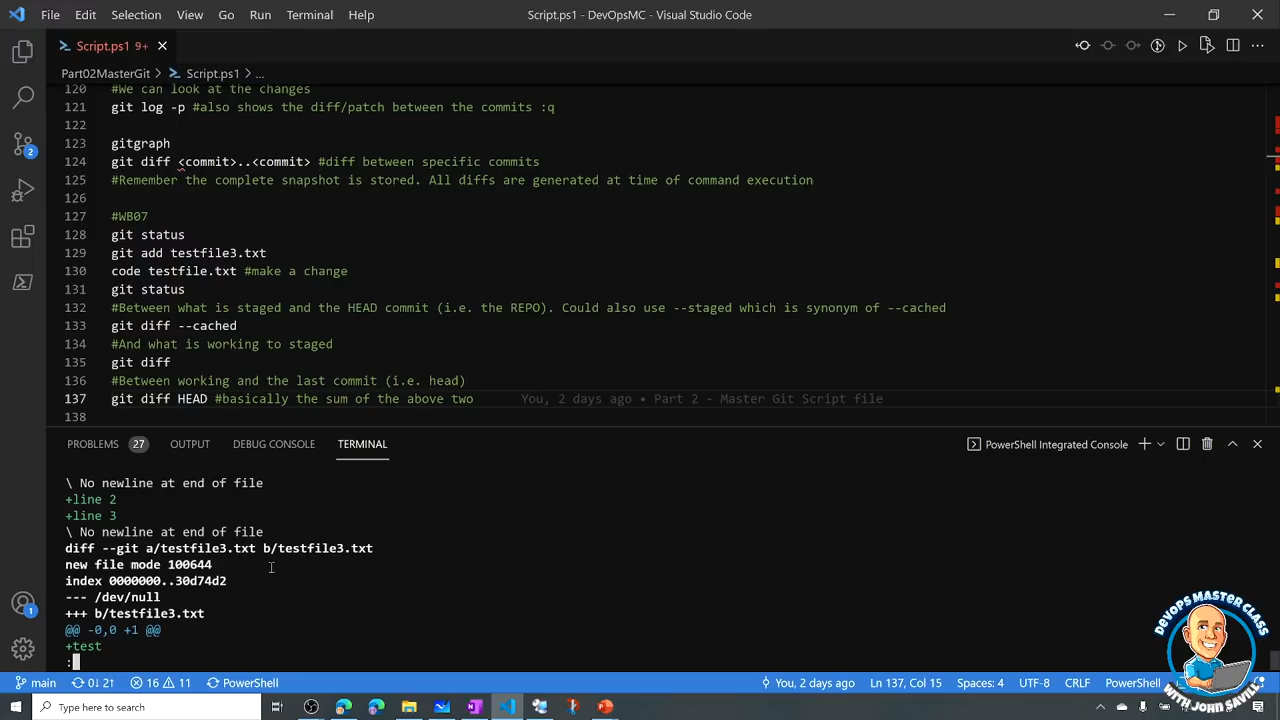 File Edit Selection View Go Run Terminal Help Script.ps1 - DevOpsMC - Visual Studio Code
Script.ps1 9+
Part02MasterGit > Script.ps1 > ...
120 #We can look at the changes
121 git log -p #also shows the diff/patch between the commits :q
122
123 gitgraph
124 git diff <commit>..<commit> #diff between specific commits
125 #Remember the complete snapshot is stored. All diffs are generated at time of command execution
126
127 #WB07
128 git status
129 git add testfile3.txt
130 code testfile.txt #make a change
131 git status
132 #Between what is staged and the HEAD commit (i.e. the REPO). Could also use --staged which is synonym of --cached
133 git diff --cached
134 #And what is working to staged
135 git diff
136 #Between working and the last commit (i.e. head)
137 git diff HEAD #basically the sum of the above two You, 2 days ago • Part 2 - Master Git Script file
138
2
PROBLEMS 27 OUTPUT DEBUG CONSOLE TERMINAL PowerShell Integrated Console
\ No newline at end of file
+line 2
+line 3
\ No newline at end of file
diff --git a/testfile3.txt b/testfile3.txt
new file mode 100644
index 0000000..30d74d2
--- /dev/null
+++ b/testfile3.txt
@@ -0,0 +1 @@
+test
:
1
DEVOPS MASTER CLASS
WITH JOHN SAVILL
main 0↓ 2↑ 16 11 PowerShell You, 2 days ago Ln 137, Col 15 Spaces: 4 UTF-8 CRLF PowerShell
Type here to search